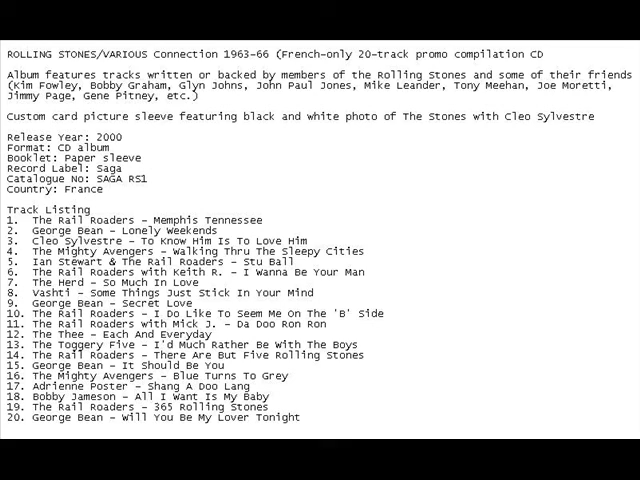 ROLLING STONES/VARIOUS Connection 1963-66 (French-only 20-track promo compilation CD
Album features tracks written or backed by members of the Rolling Stones and some of their friends
(Kim Fowley, Bobby Graham, Glyn Johns, John Paul Jones, Mike Leander, Tony Meehan, Joe Moretti,
Jimmy Page, Gene Pitney, etc.)
Custom card picture sleeve featuring black and white photo of The Stones with Cleo Sylvestre
Release Year: 2000
Format: CD album
Booklet: Paper sleeve
Record Label: Saga
Catalogue No: SAGA RS1
Country: France
Track Listing
1. The Rail Roaders - Memphis Tennessee
2. George Bean - Lonely Weekends
3. Cleo Sylvestre - To Know Him Is To Love Him
4. The Mighty Avengers - Walking Thru The Sleepy Cities
5. Ian Stewart & The Rail Roaders - Stu Ball
6. The Rail Roaders with Keith R. - I Wanna Be Your Man
7. The Herd - So Much In Love
8. Vashti - Some Things Just Stick In Your Mind
9. George Bean - Secret Love
10. The Rail Roaders - I Do Like To Seem Me On The 'B' Side
11. The Rail Roaders with Mick J. - Da Doo Ron Ron
12. The Thee - Each And Everyday
13. The Toggery Five - I'd Much Rather Be With The Boys
14. The Rail Roaders - There Are But Five Rolling Stones
15. George Bean - It Should Be You
16. The Mighty Avengers - Blue Turns To Grey
17. Adrienne Poster - Shang A Doo Lang
18. Bobby Jameson - All I Want Is My Baby
19. The Rail Roaders - 365 Rolling Stones
20. George Bean - Will You Be My Lover Tonight